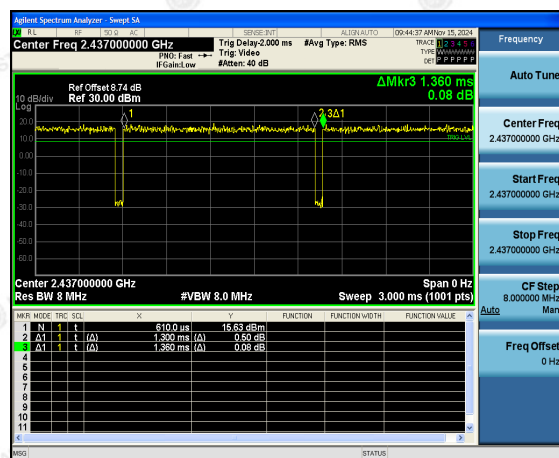 Agilent Spectrum Analyzer - Swept SA
RL RF 50 Ω AC SENSE:INT ALIGN AUTO 09:44:37 AM Nov 15, 2024
Center Freq 2.437000000 GHz
Trig Delay-2.000 ms #Avg Type: RMS
TRACE 1 2 3 4 5 6
PNO: Fast Trig: Video
TYPE
IFGain:Low #Atten: 40 dB
DET P P P P P P
ΔMkr3 1.360 ms
0.08 dB
Ref Offset 8.74 dB
10 dB/div Ref 30.00 dBm
Log
1
2 3Δ1
20.0
TRIG LVL
10.0
0.00
-10.0
-20.0
-30.0
-40.0
-50.0
-60.0
Center 2.437000000 GHz Span 0 Hz
Res BW 8 MHz #VBW 8.0 MHz Sweep 3.000 ms (1001 pts)
MKR MODE TRC SCL X Y FUNCTION FUNCTION WIDTH FUNCTION VALUE
1 N 1 t 610.0 µs 15.63 dBm
2 Δ1 1 t (Δ) 1.300 ms (Δ) 0.50 dB
3 Δ1 1 t (Δ) 1.360 ms (Δ) 0.08 dB
4
5
6
7
8
9
10
11
MSG STATUS
Frequency
Auto Tune
Center Freq
2.437000000 GHz
Start Freq
2.437000000 GHz
Stop Freq
2.437000000 GHz
CF Step
8.000000 MHz
Auto Man
Freq Offset
0 Hz